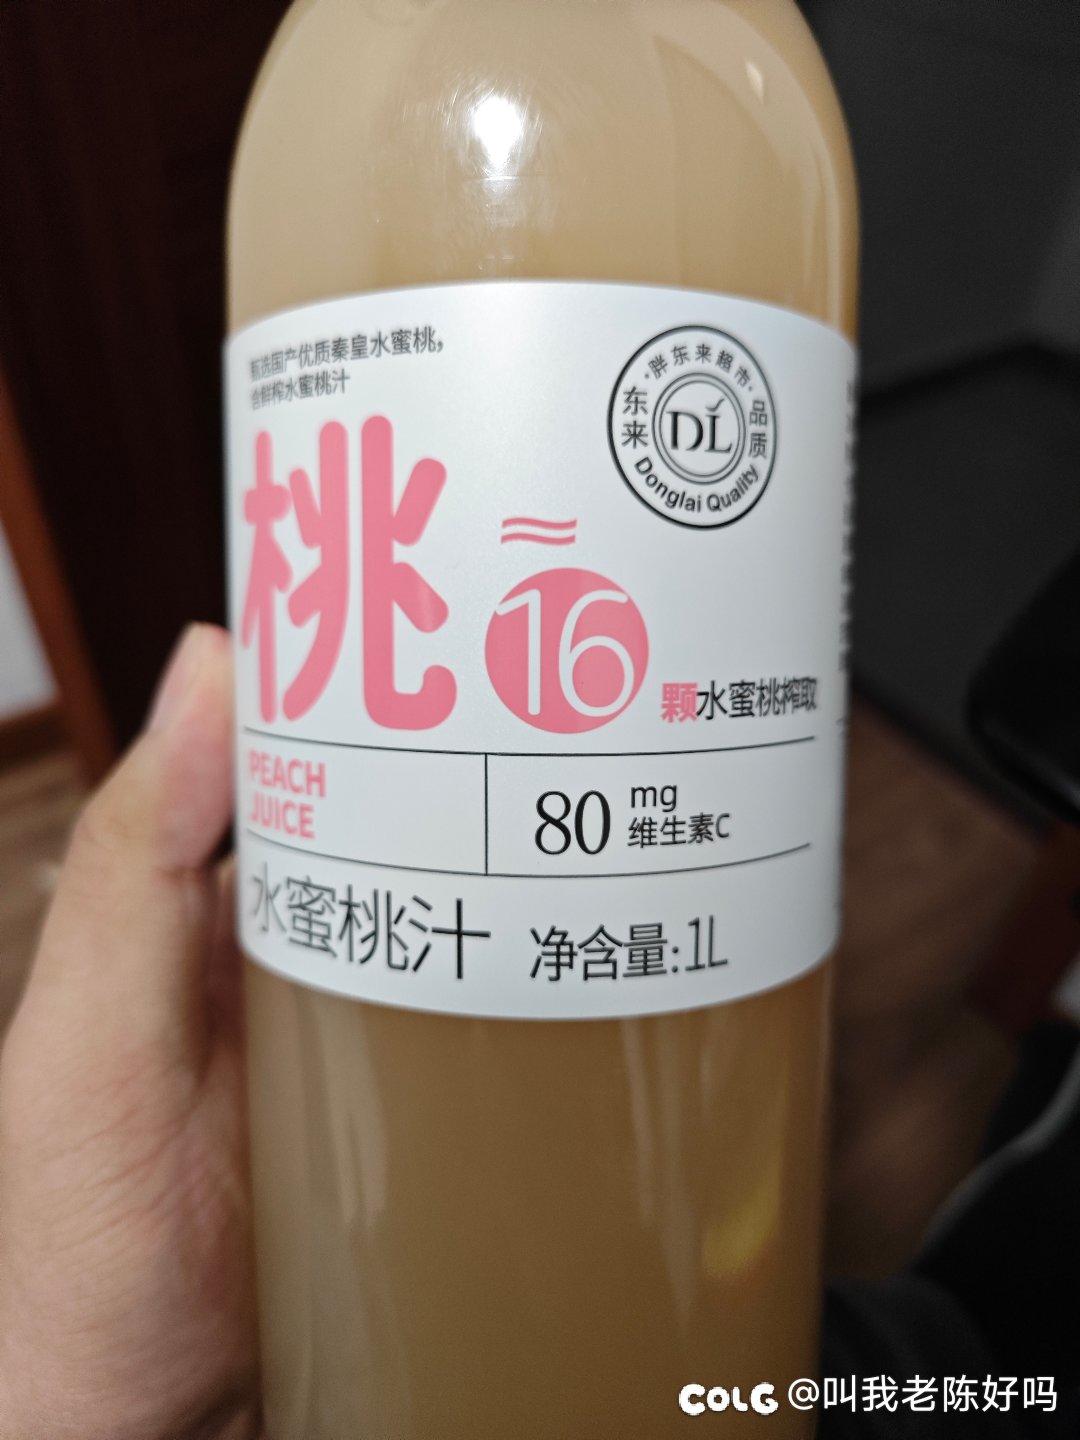 甄选国产优质秦皇水蜜桃,
含鲜榨水蜜桃汁
·胖东来超市·
东来
品质
DL
Donglai Quality
桃
≈
16
颗水蜜桃榨取
PEACH
JUICE
80
mg
维生素C
水蜜桃汁
净含量:1L
COLG @叫我老陈好吗